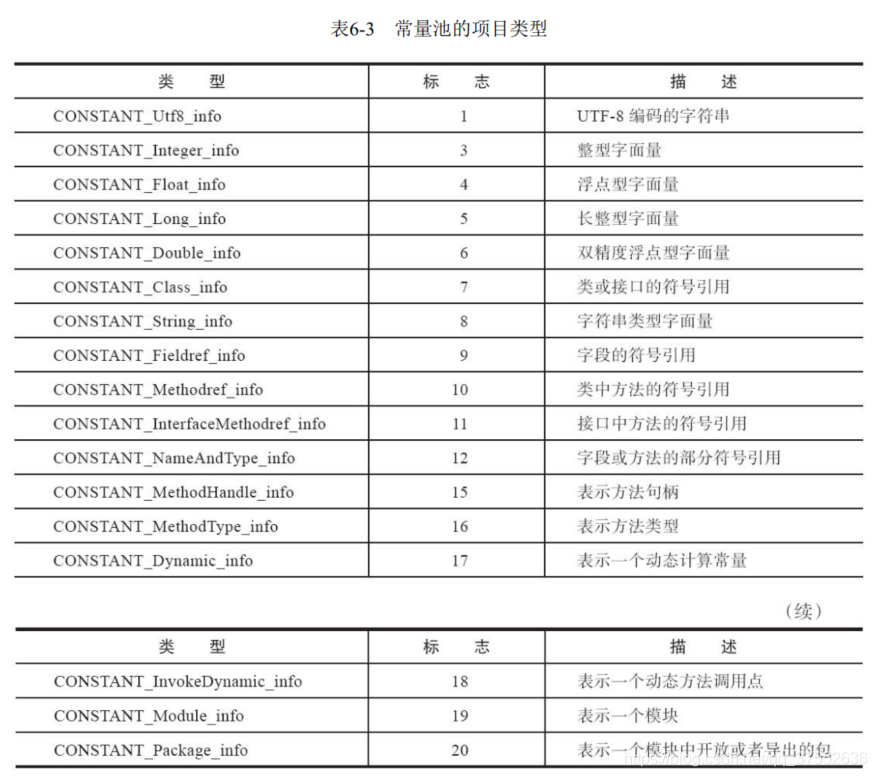 表6-3 常量池的项目类型
类 型 标 志 描 述
CONSTANT_Utf8_info 1 UTF-8 编码的字符串
CONSTANT_Integer_info 3 整型字面量
CONSTANT_Float_info 4 浮点型字面量
CONSTANT_Long_info 5 长整型字面量
CONSTANT_Double_info 6 双精度浮点型字面量
CONSTANT_Class_info 7 类或接口的符号引用
CONSTANT_String_info 8 字符串类型字面量
CONSTANT_Fieldref_info 9 字段的符号引用
CONSTANT_Methodref_info 10 类中方法的符号引用
CONSTANT_InterfaceMethodref_info 11 接口中方法的符号引用
CONSTANT_NameAndType_info 12 字段或方法的部分符号引用
CONSTANT_MethodHandle_info 15 表示方法句柄
CONSTANT_MethodType_info 16 表示方法类型
CONSTANT_Dynamic_info 17 表示一个动态计算常量
（续）
类 型 标 志 描 述
CONSTANT_InvokeDynamic_info 18 表示一个动态方法调用点
CONSTANT_Module_info 19 表示一个模块
CONSTANT_Package_info 20 表示一个模块中开放或者导出的包